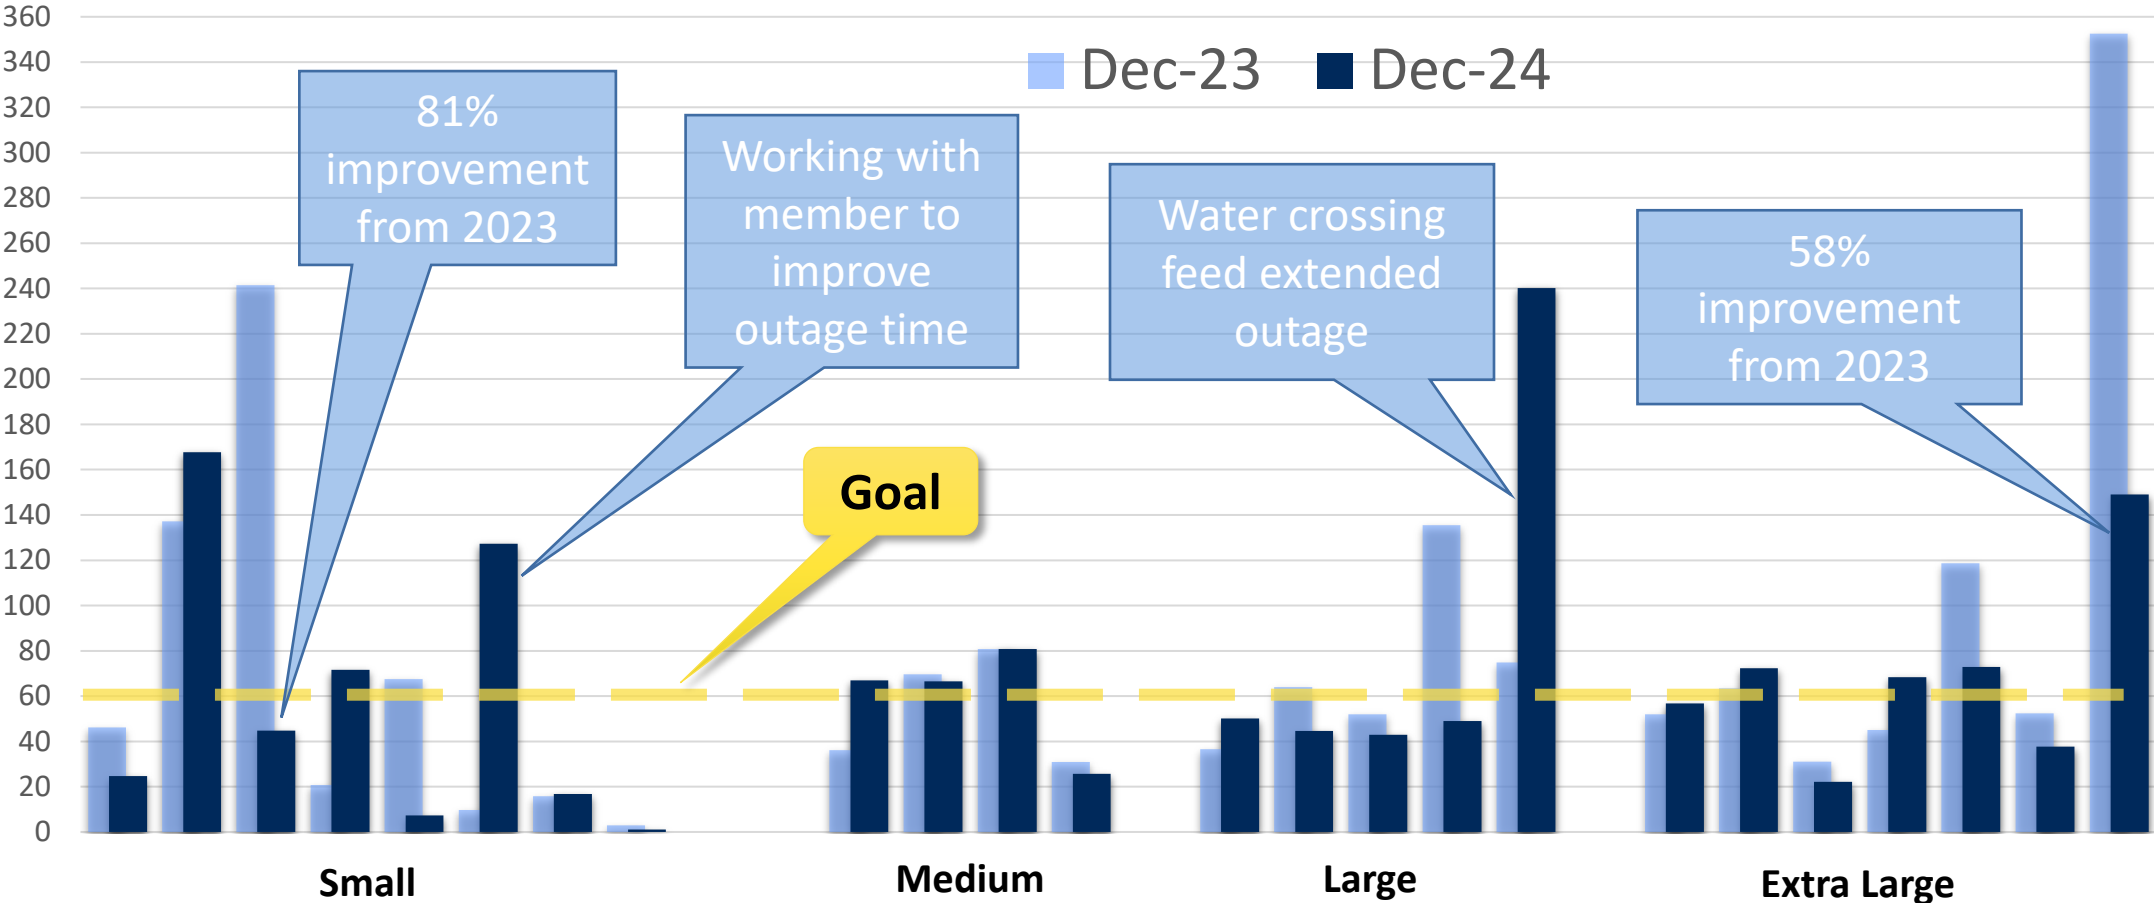 360
340
320
300
280
260
240
220
200
180
160
140
120
100
80
60
40
20
0
Dec-23
Dec-24
81%
improvement
from 2023
Working with
member to
improve
outage time
Water crossing
feed extended
outage
58%
improvement
from 2023
Goal
Small
Medium
Large
Extra Large